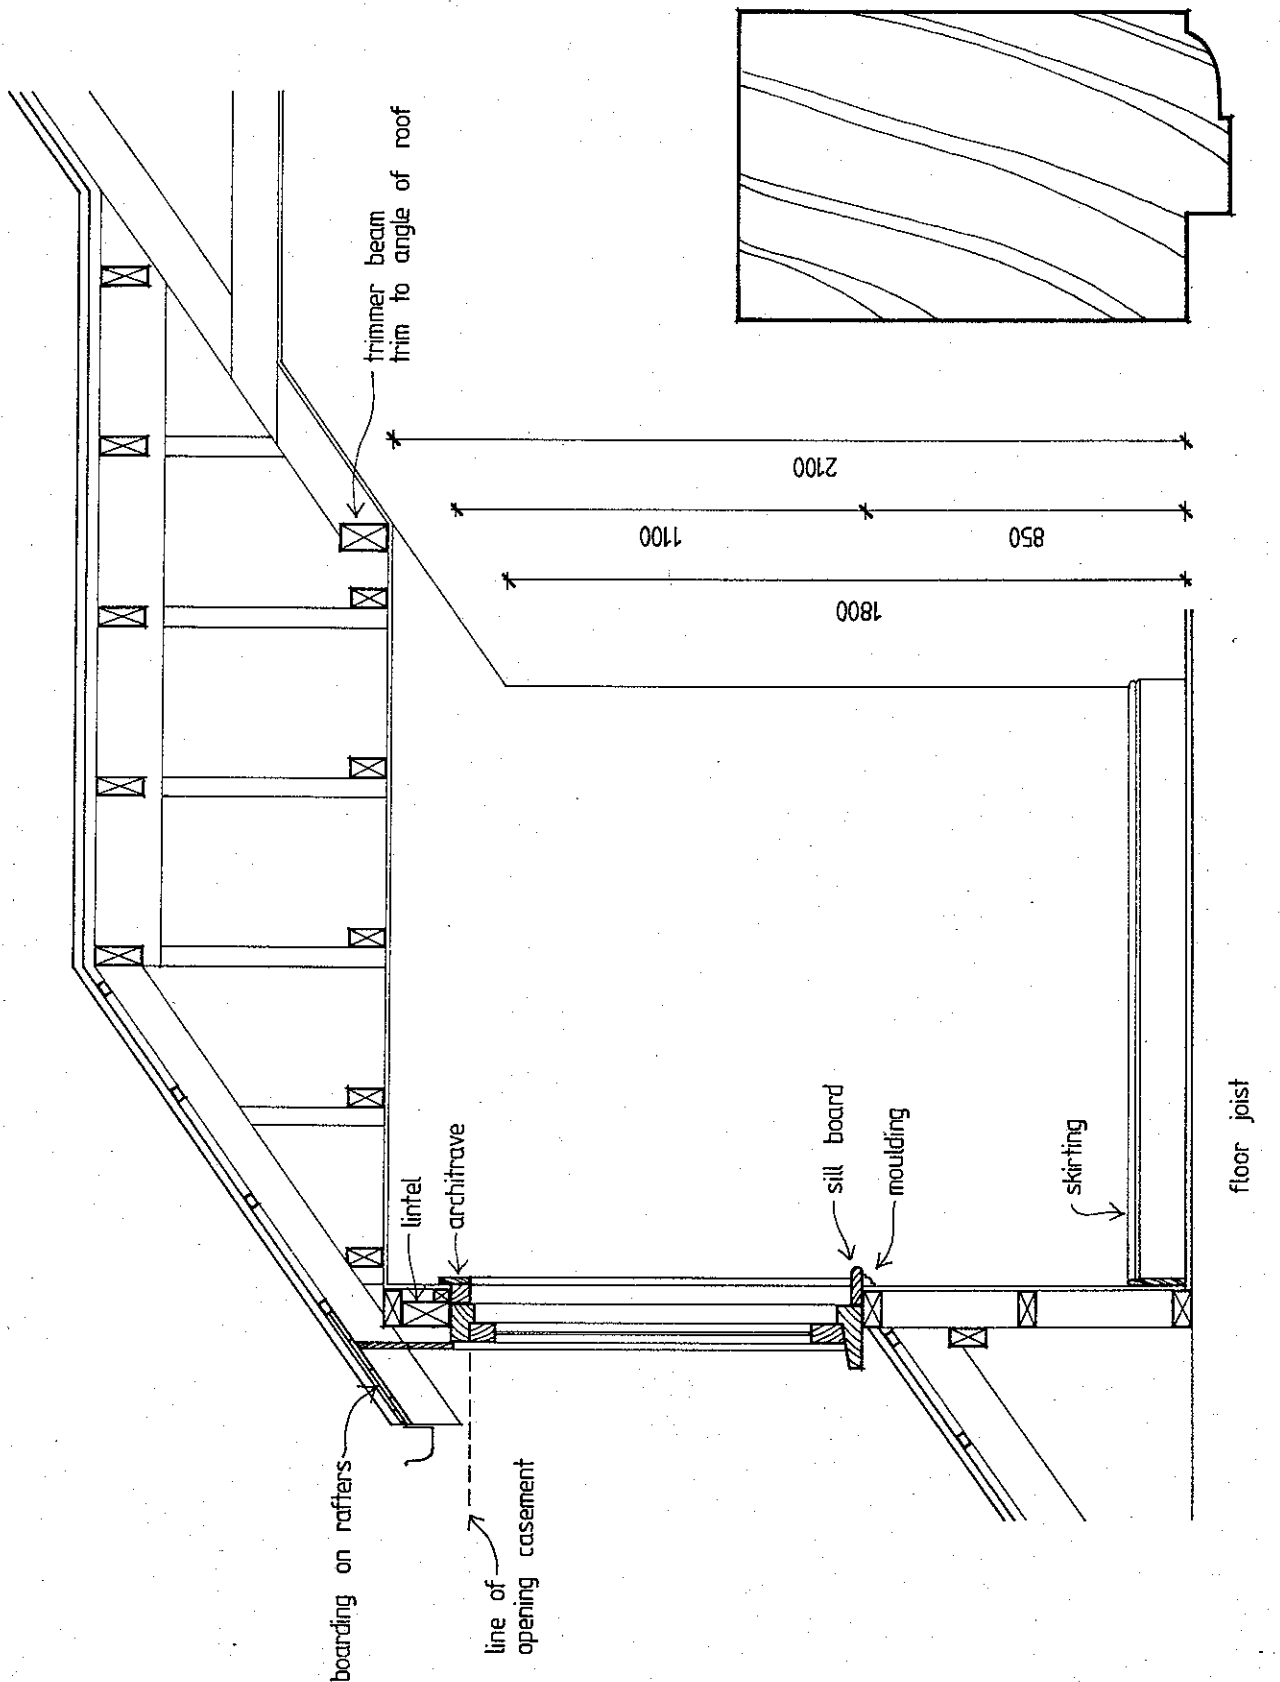 boarding on rafters
line of
opening casement
lintel
architrave
trimmer beam
trim to angle of roof
sill board
moulding
skirting
floor joist
2100
1100
850
1800